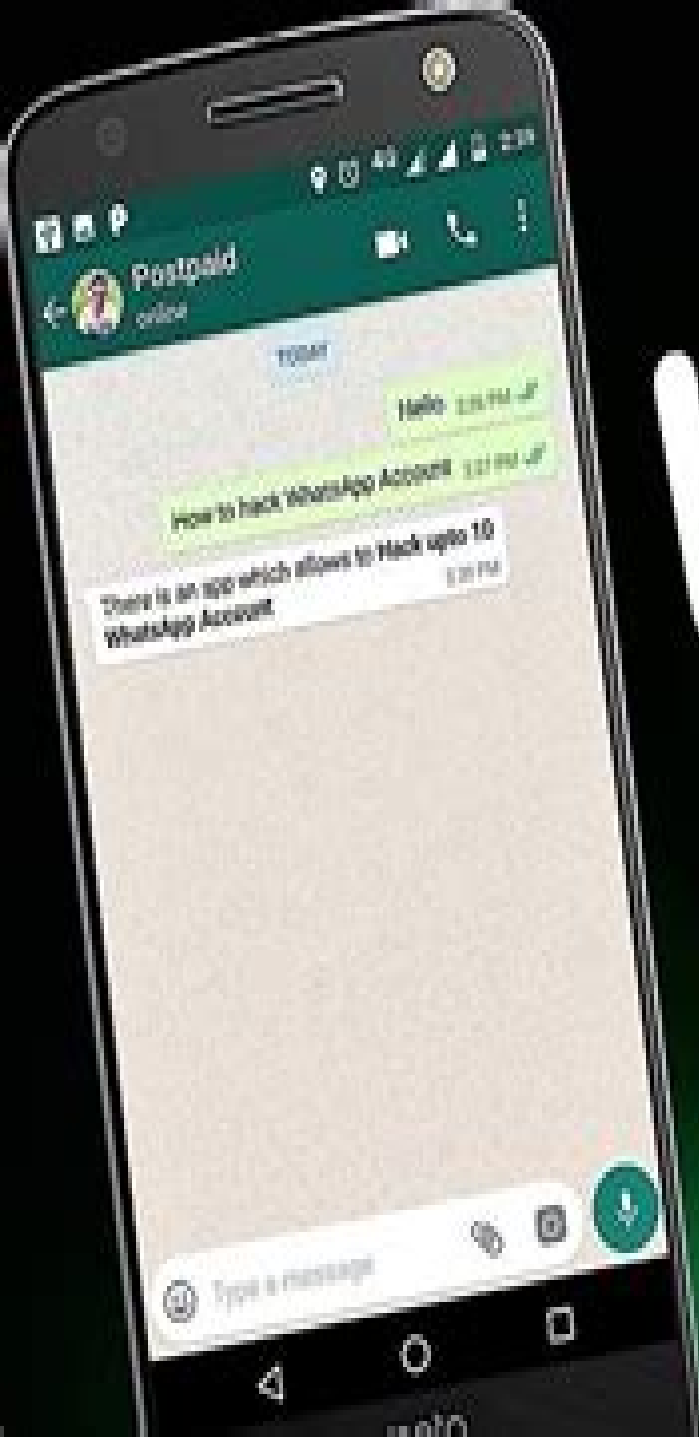 Postpaid
online
TODAY
Hello
How to hack WhatsApp Account
There is an app which allows to Hack upto 10
WhatsApp Account
Type a message